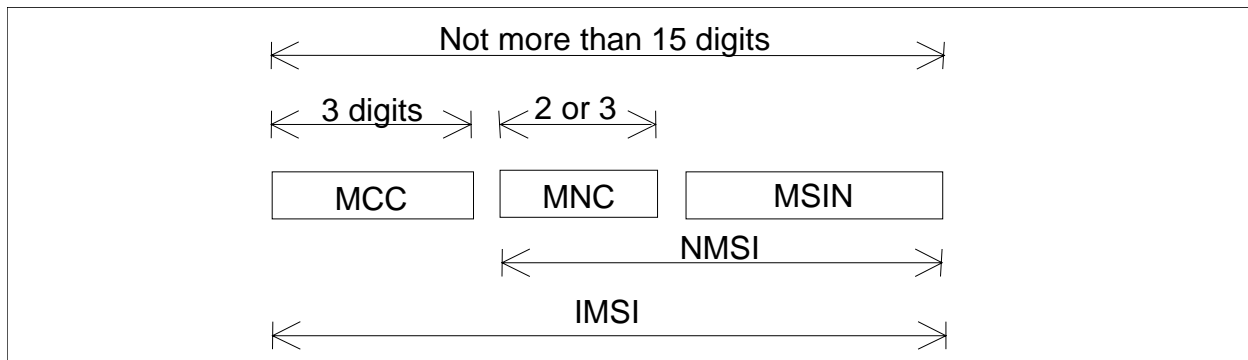 Not more than 15 digits
3 digits 2 or 3
MCC MNC MSIN
NMSI
IMSI